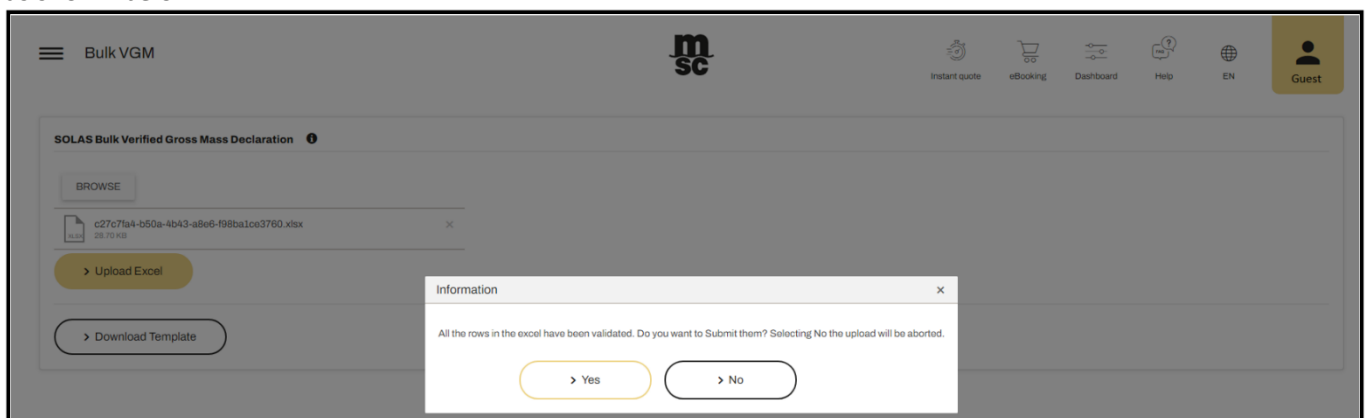 Bulk VGM
msc
Instant quote
eBooking
Dashboard
Help
EN
Guest
SOLAS Bulk Verified Gross Mass Declaration
BROWSE
c27c7fa4-b50a-4b43-a8e6-f98ba1ce3760.xlsx
28.70 KB
> Upload Excel
> Download Template
Information
×
All the rows in the excel have been validated. Do you want to Submit them? Selecting No the upload will be aborted.
> Yes
> No